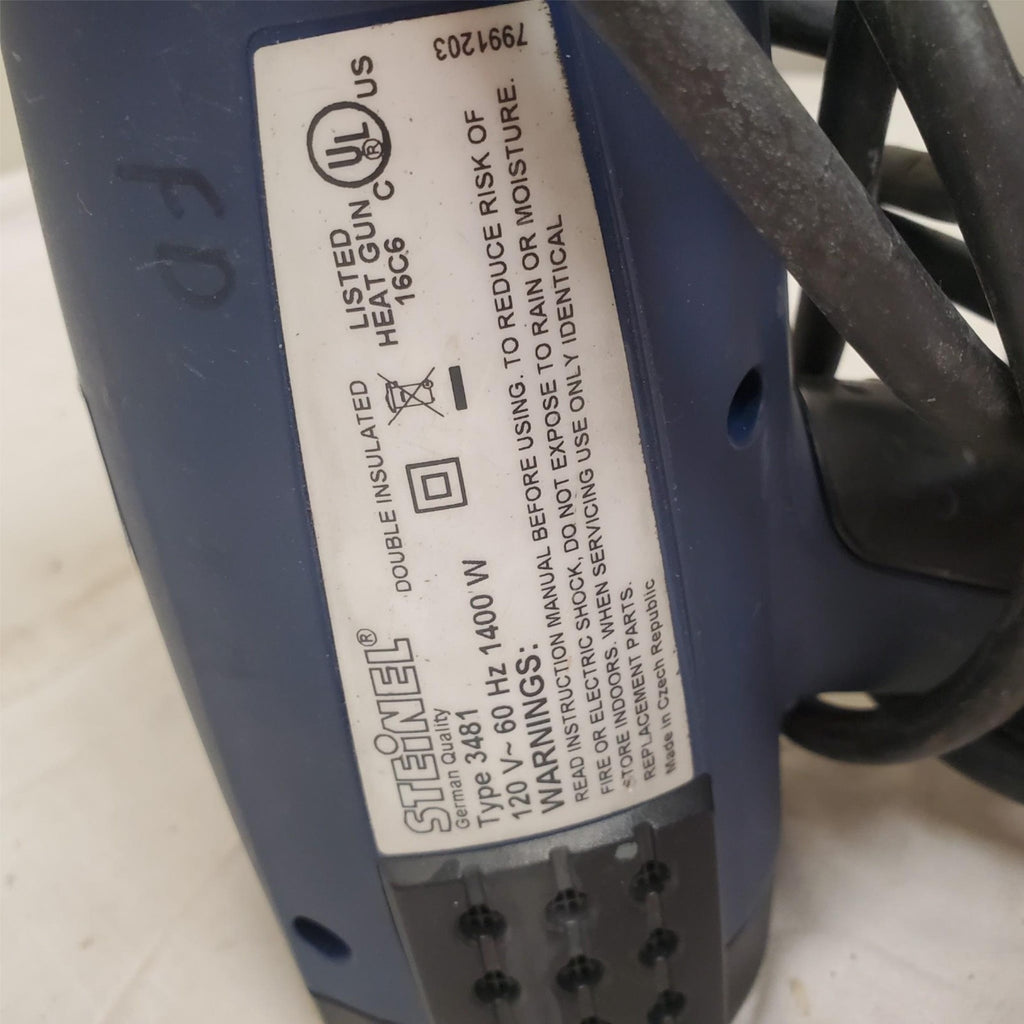 FD
7991203
STEiNEL®
German Quality
Type 3481
120 V~ 60 Hz 1400 W
DOUBLE INSULATED
LISTED
HEAT GUN
16C6
C UL® US
WARNINGS:
READ INSTRUCTION MANUAL BEFORE USING. TO REDUCE RISK OF
FIRE OR ELECTRIC SHOCK, DO NOT EXPOSE TO RAIN OR MOISTURE.
STORE INDOORS. WHEN SERVICING USE ONLY IDENTICAL
REPLACEMENT PARTS.
Made in Czech Republic